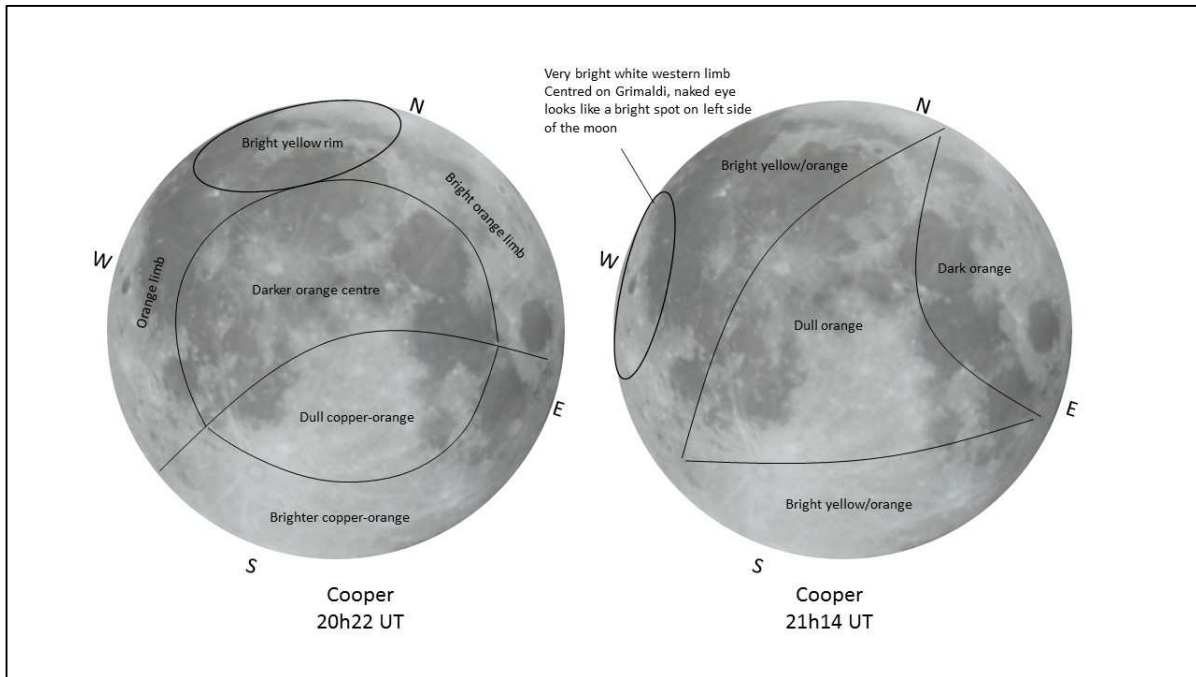 N
Bright yellow rim
Bright orange limb
W
Orange limb
Darker orange centre
Dull copper-orange
E
Brighter copper-orange
S
Cooper
20h22 UT
Very bright white western limb
Centred on Grimaldi, naked eye
looks like a bright spot on left side
of the moon
N
Bright yellow/orange
W
Dark orange
Dull orange
E
Bright yellow/orange
S
Cooper
21h14 UT